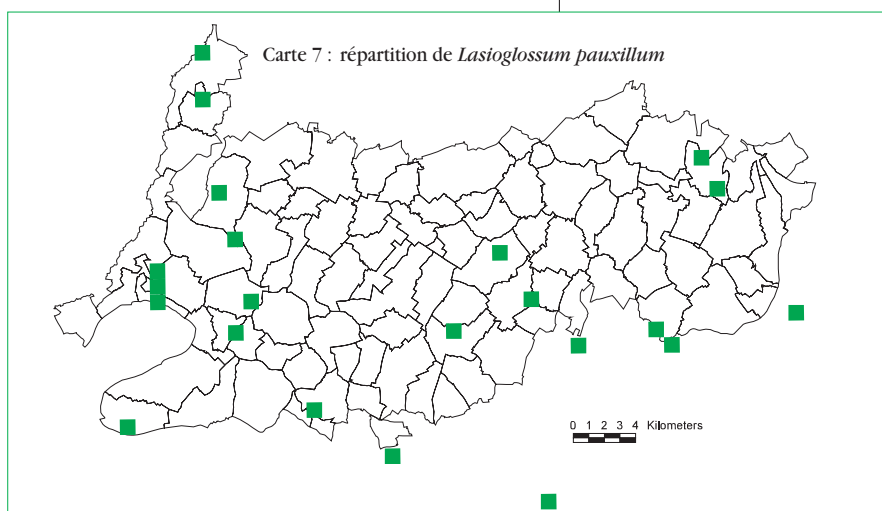 Carte 7 : répartition de Lasioglossum pauxillum
0 1 2 3 4 Kilometers